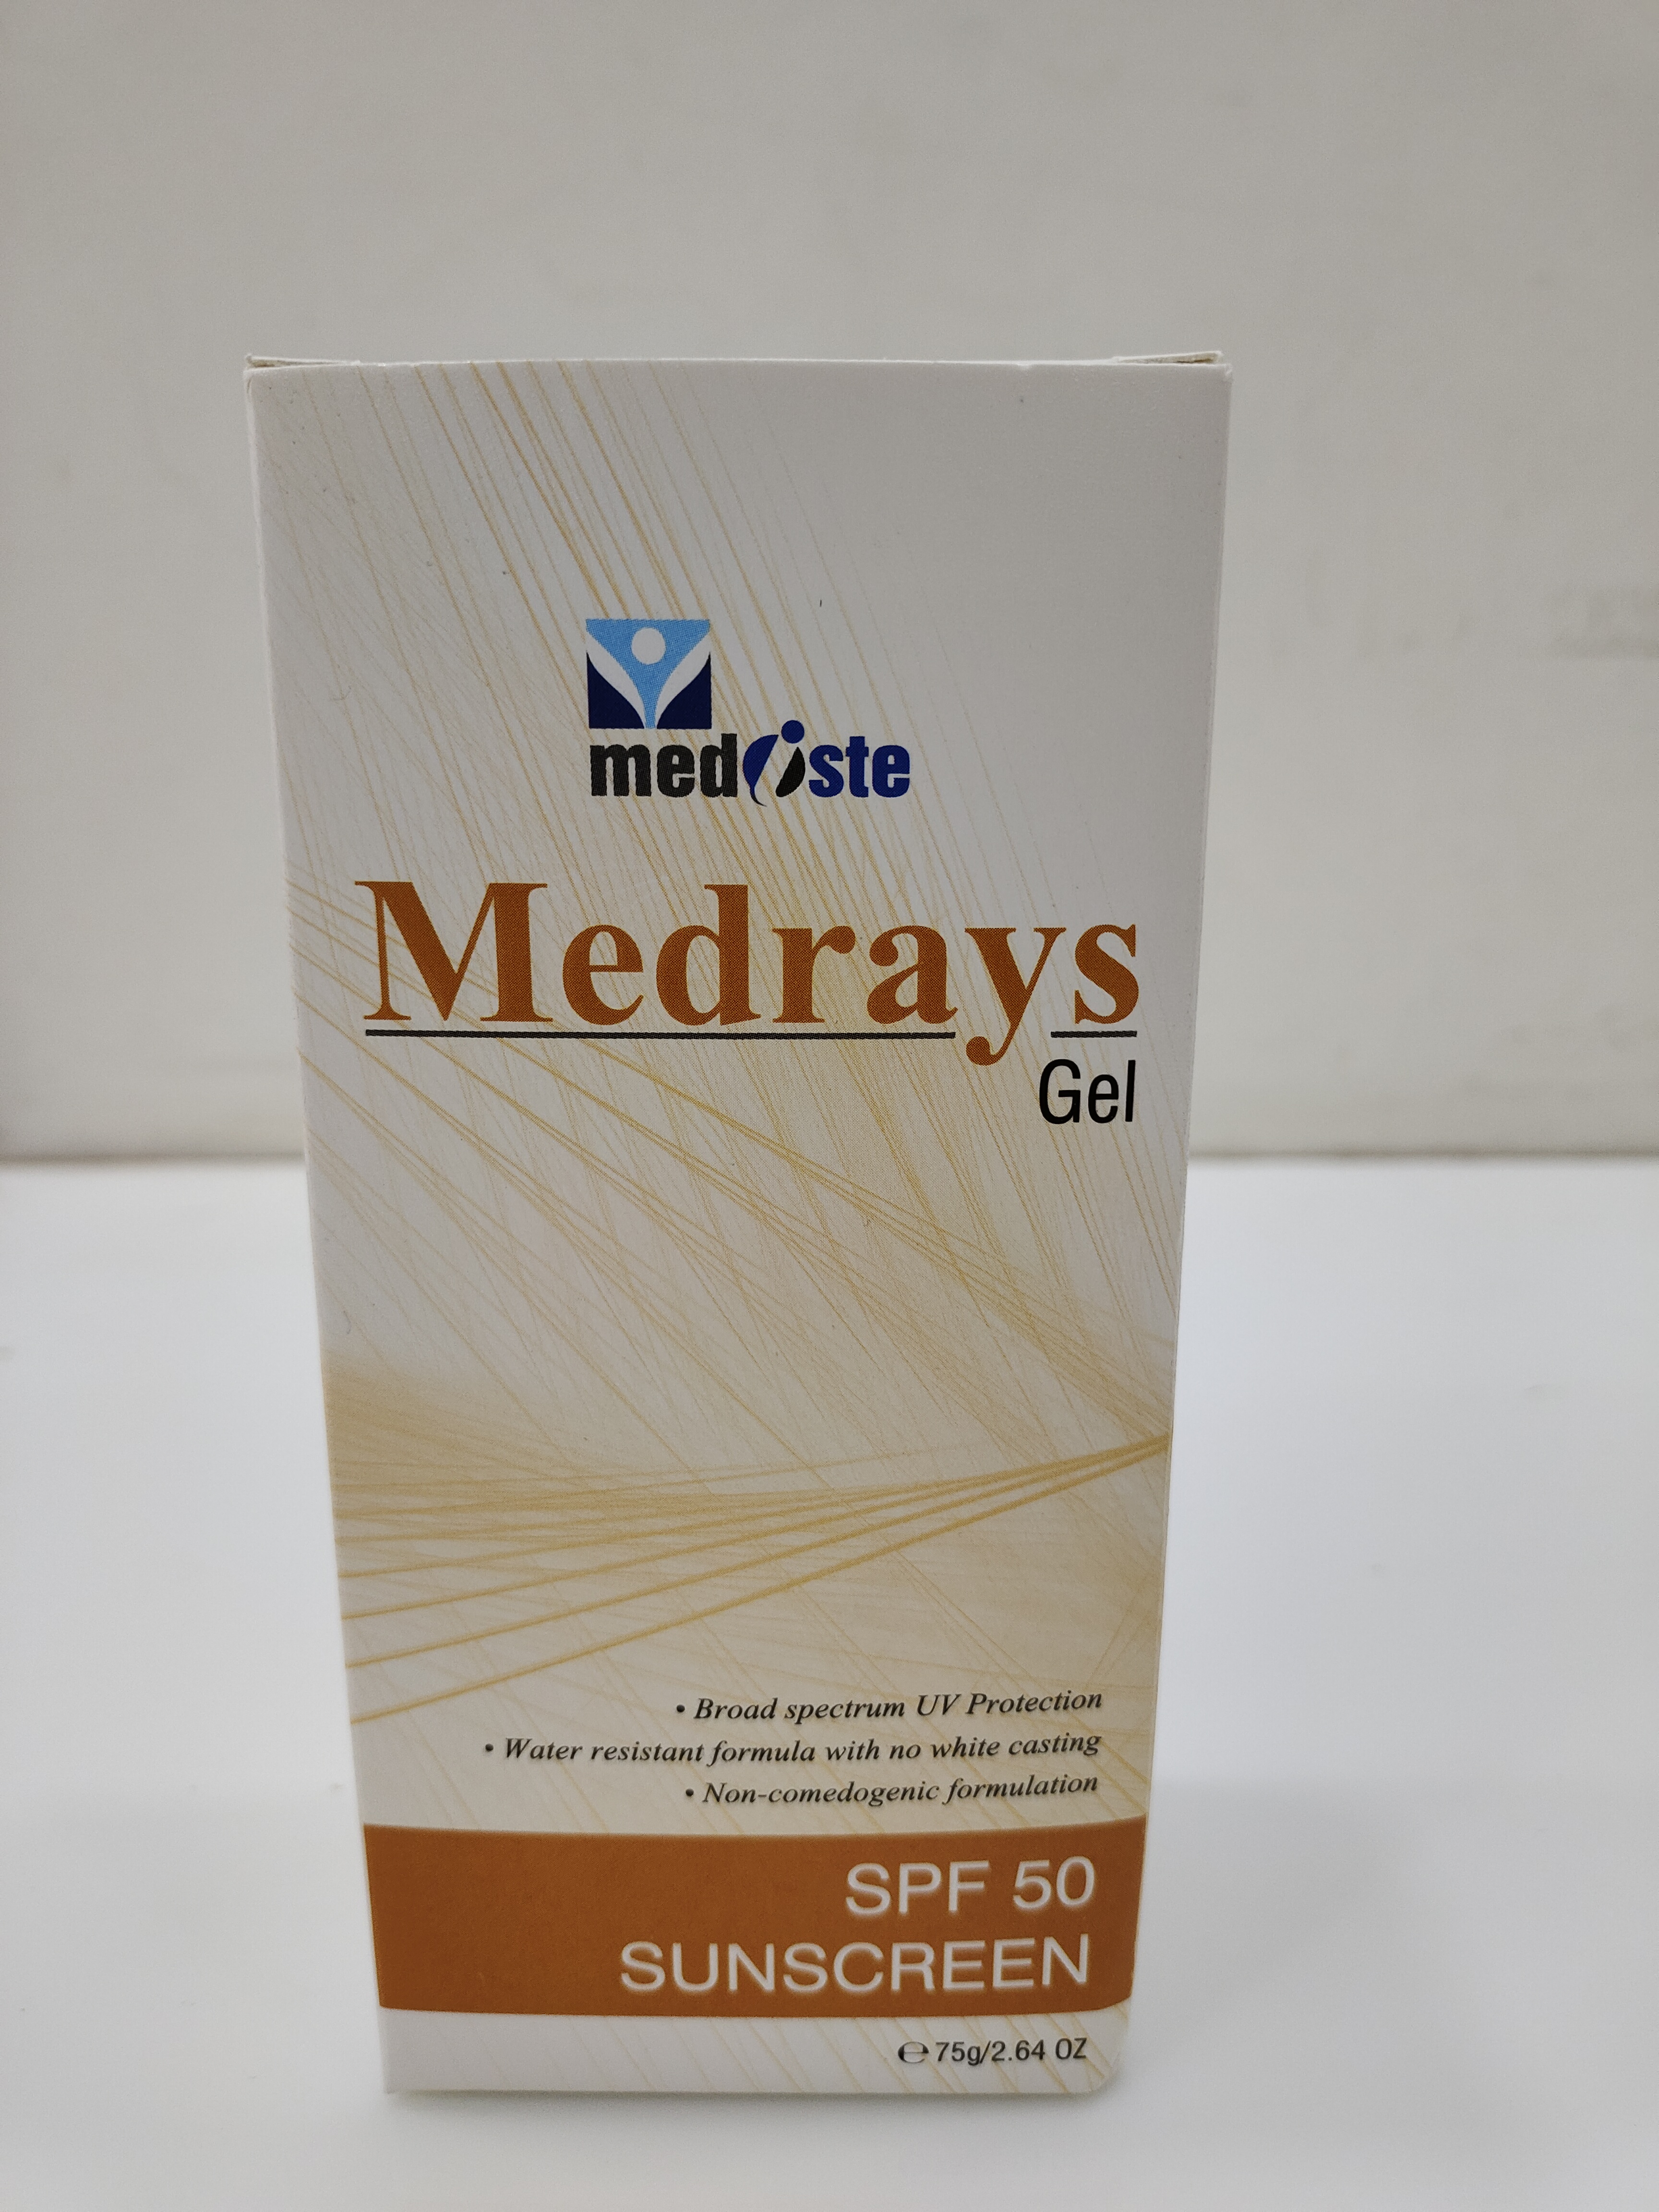 mediste
Medrays
Gel
• Broad spectrum UV Protection
• Water resistant formula with no white casting
• Non-comedogenic formulation
SPF 50
SUNSCREEN
℮ 75g/2.64 OZ